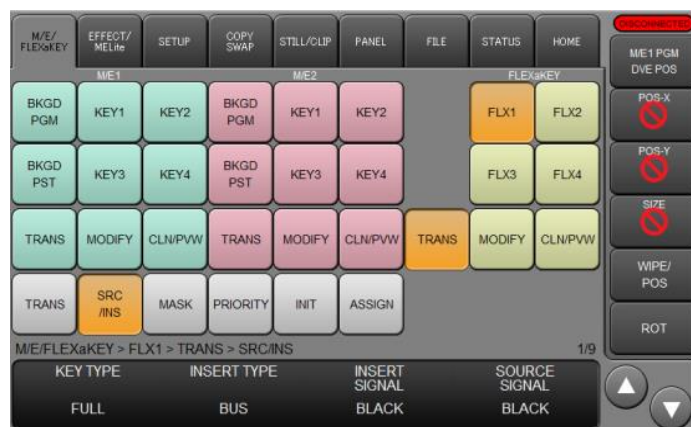 M/E/ FLEXaKEY EFFECT/ MELite SETUP COPY SWAP STILL/CLIP PANEL FILE STATUS HOME
DISCONNECTED
M/E1 PGM DVE POS
M/E1 M/E2 FLEXaKEY
BKGD PGM KEY1 KEY2 BKGD PGM KEY1 KEY2 FLX1 FLX2
POS-X
BKGD PST KEY3 KEY4 BKGD PST KEY3 KEY4 FLX3 FLX4
POS-Y
SIZE
TRANS MODIFY CLN/PVW TRANS MODIFY CLN/PVW TRANS MODIFY CLN/PVW
WIPE/ POS
TRANS SRC /INS MASK PRIORITY INIT ASSIGN
ROT
M/E/FLEXaKEY > FLX1 > TRANS > SRC/INS 1/9
KEY TYPE INSERT TYPE INSERT SIGNAL SOURCE SIGNAL
FULL BUS BLACK BLACK